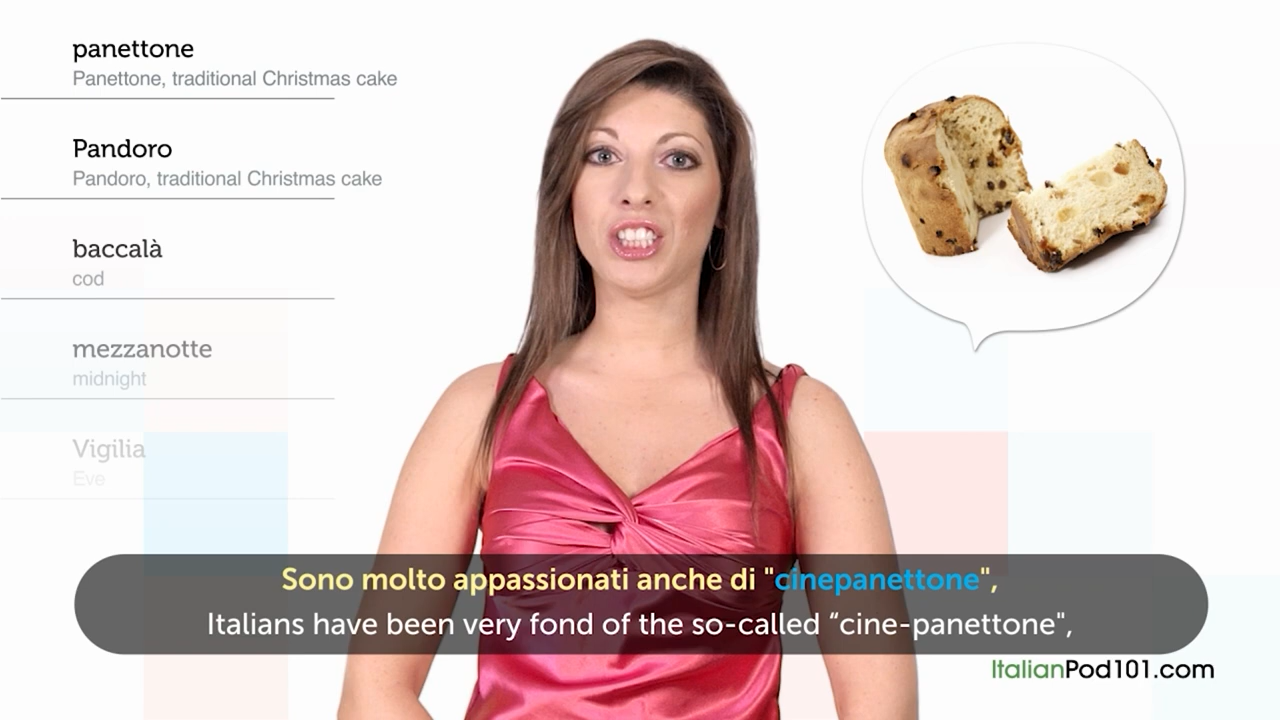 panettone
Panettone, traditional Christmas cake
Pandoro
Pandoro, traditional Christmas cake
baccalà
cod
mezzanotte
midnight
Vigilia
Eve
Sono molto appassionati anche di "cinepanettone",
Italians have been very fond of the so-called “cine-panettone",
ItalianPod101.com